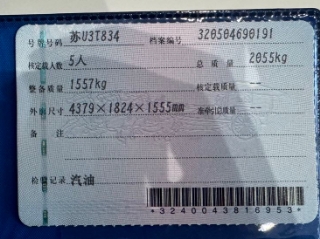 号牌号码 苏U3T834 档案编号 320504690191
核定载人数 5人 总质量 2055kg
整备质量 1557kg 核定载质量 --
外廓尺寸 4379×1824×1555mm 准牵引总质量 --
备注
检验记录 汽油
*3240043816953*